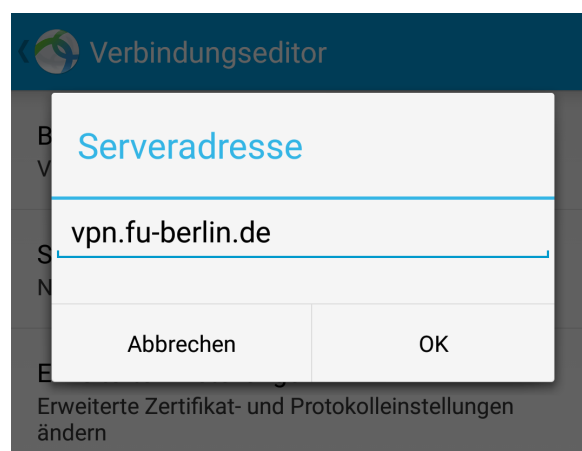 Verbindungseditor
B
Serveradresse
V
vpn.fu-berlin.de
S
N
Abbrechen
OK
E
Erweiterte Zertifikat- und Protokolleinstellungen
ändern